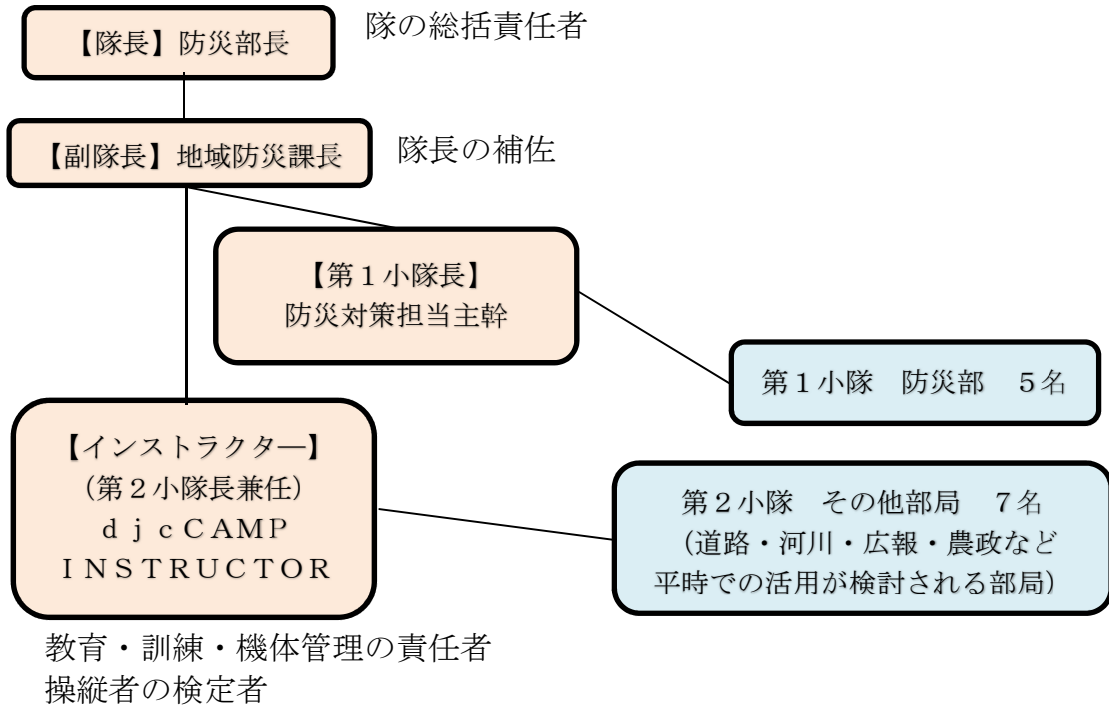 【隊長】防災部長
隊の総括責任者
【副隊長】地域防災課長
隊長の補佐
【第１小隊長】
防災対策担当主幹
第１小隊　防災部　５名
【インストラクタ―】
（第２小隊長兼任）
ｄｊｃCAMP
ＩＮＳＴＲＵＣＴＯＲ
第２小隊　その他部局　７名
（道路・河川・広報・農政など
平時での活用が検討される部局）
教育・訓練・機体管理の責任者
操縦者の検定者